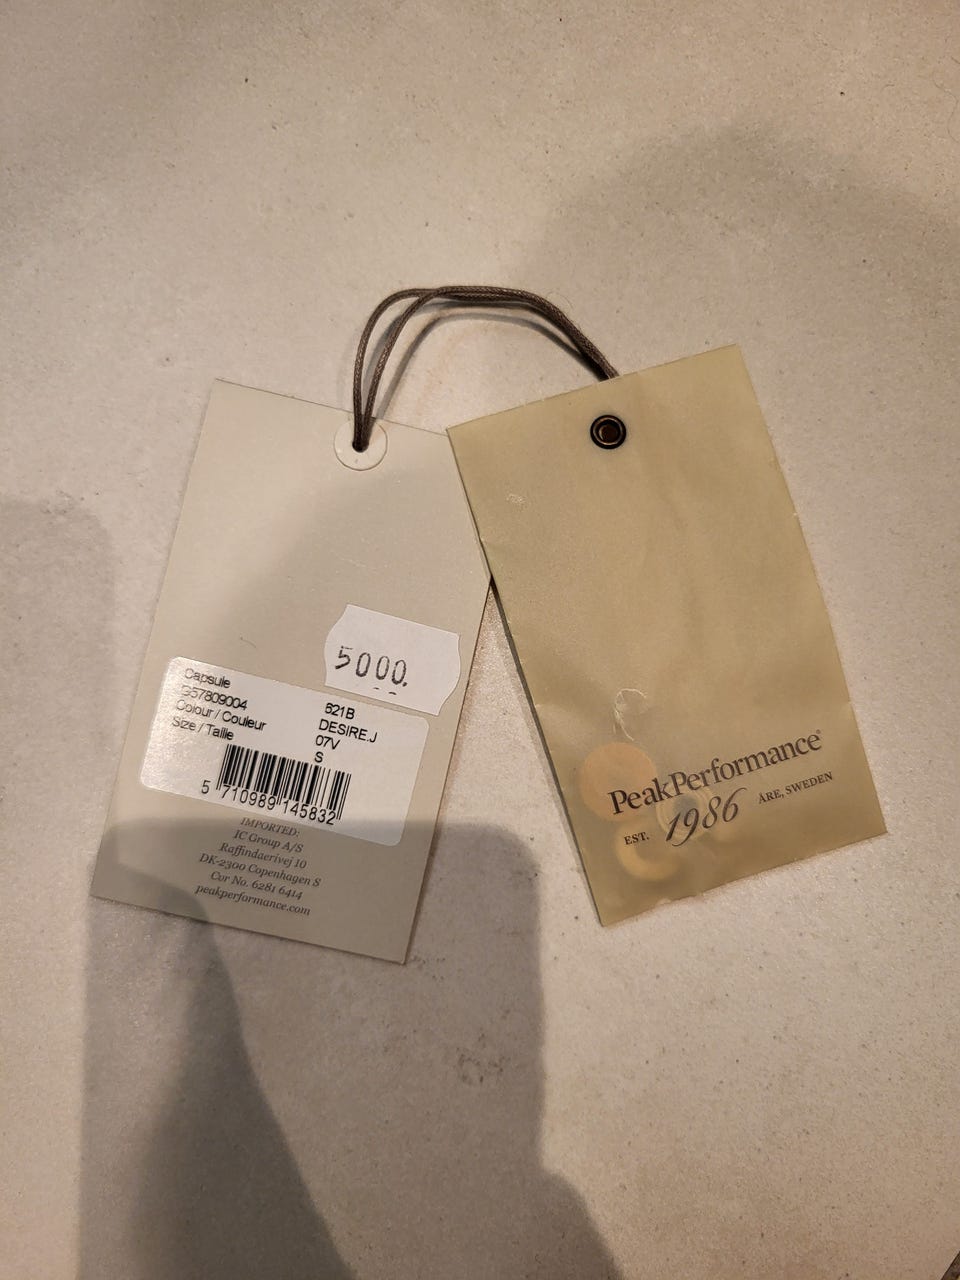 5000.
Capsule
G57809004 621B
Colour / Couleur DESIRE.J
07V
Size / Taille S
5 710989 145832
IMPORTED:
IC Group A/S
Raffinaderivej 10
DK-2300 Copenhagen S
Cvr No. 6281 6414
peakperformance.com
PeakPerformance®
EST. 1986 ÅRE, SWEDEN